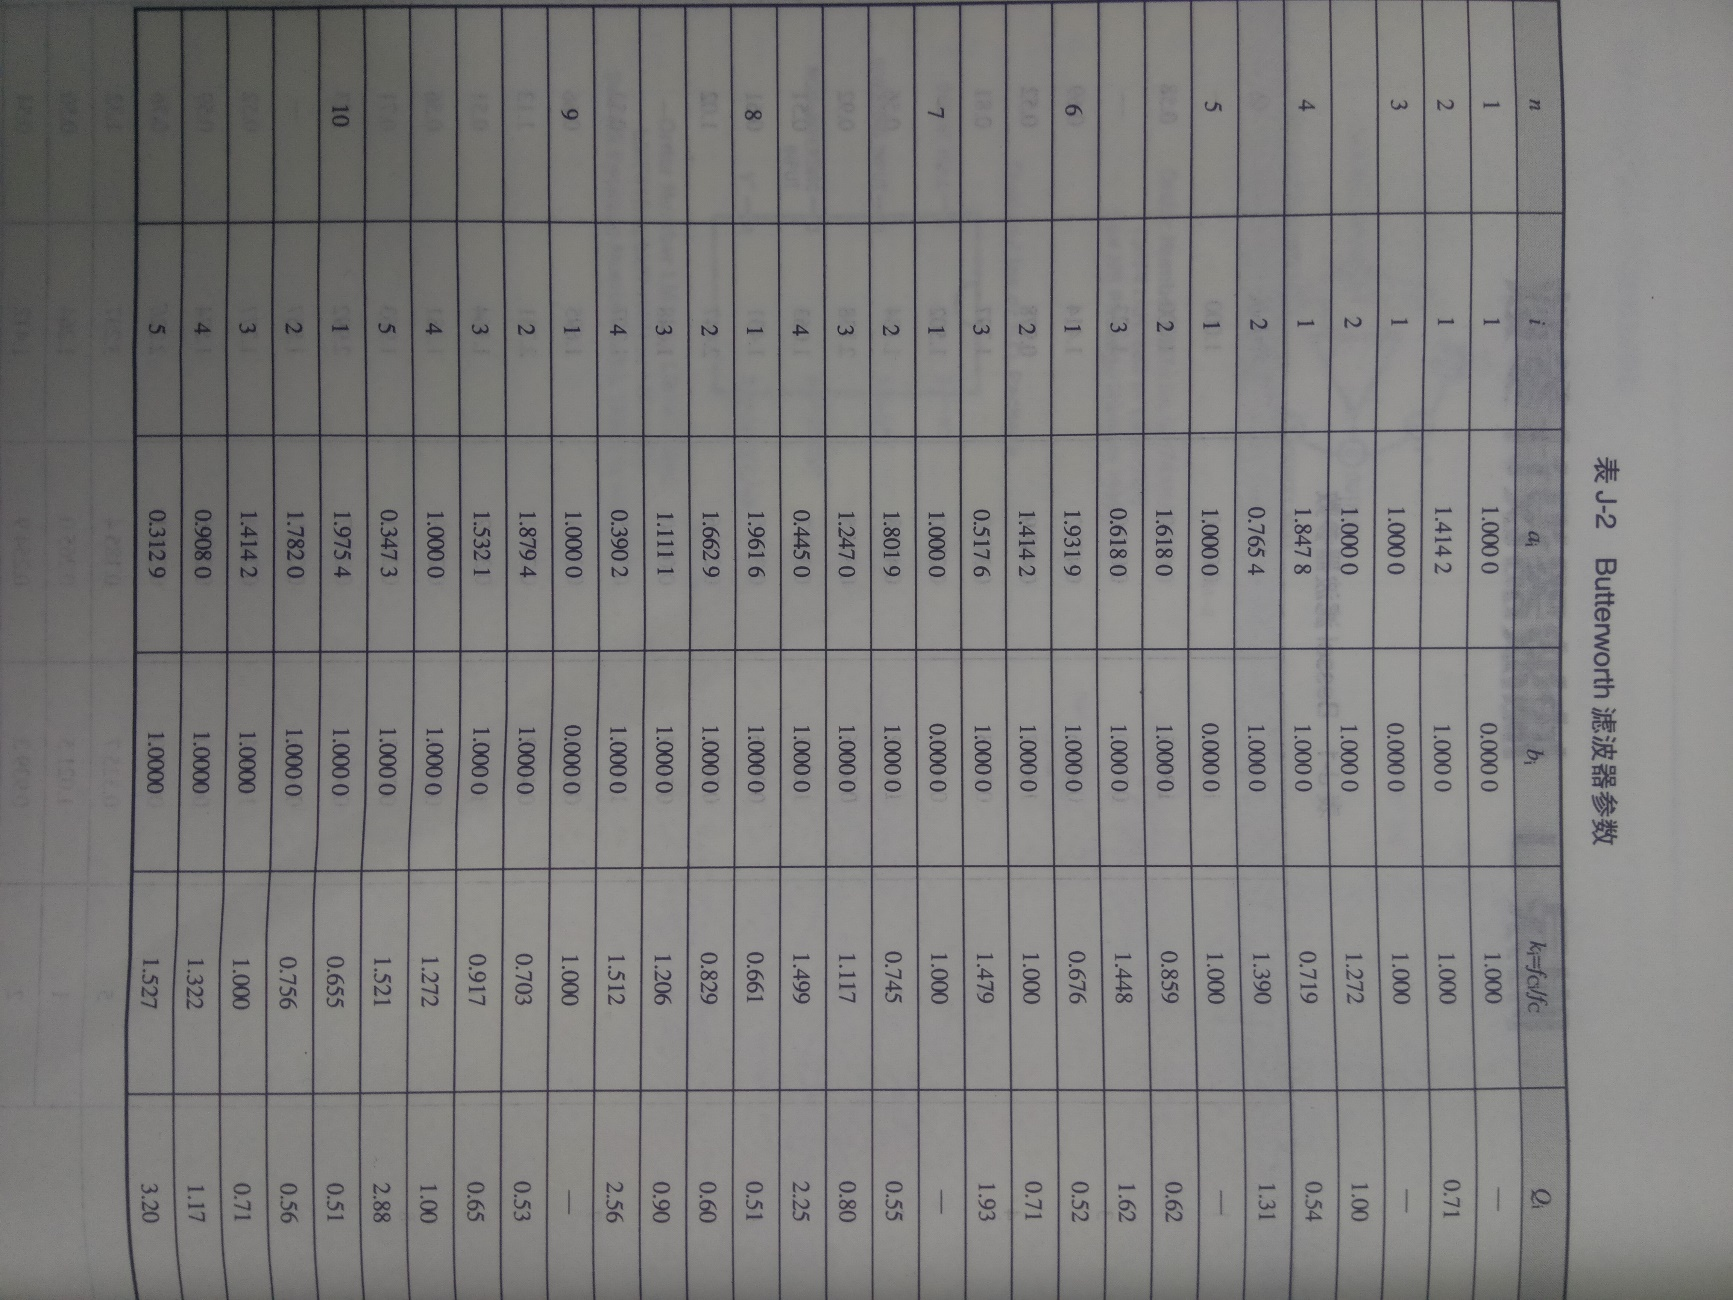 表 J-2 Butterworth 滤波器参数
n i ai bi ki=fci/fc Qi
1 1 1.000 0 0.000 0 1.000 —
2 1 1.414 2 1.000 0 1.000 0.71
3 1 1.000 0 0.000 0 1.000 —
2 1.000 0 1.000 0 1.272 1.00
4 1 1.847 8 1.000 0 0.719 0.54
2 0.765 4 1.000 0 1.390 1.31
5 1 1.000 0 0.000 0 1.000 —
2 1.618 0 1.000 0 0.859 0.62
3 0.618 0 1.000 0 1.448 1.62
6 1 1.931 9 1.000 0 0.676 0.52
2 1.414 2 1.000 0 1.000 0.71
3 0.517 6 1.000 0 1.479 1.93
7 1 1.000 0 0.000 0 1.000 —
2 1.801 9 1.000 0 0.745 0.55
3 1.247 0 1.000 0 1.117 0.80
4 0.445 0 1.000 0 1.499 2.25
8 1 1.961 6 1.000 0 0.661 0.51
2 1.662 9 1.000 0 0.829 0.60
3 1.111 1 1.000 0 1.206 0.90
4 0.390 2 1.000 0 1.512 2.56
9 1 1.000 0 0.000 0 1.000 —
2 1.879 4 1.000 0 0.703 0.53
3 1.532 1 1.000 0 0.917 0.65
4 1.000 0 1.000 0 1.272 1.00
5 0.347 3 1.000 0 1.521 2.88
10 1 1.975 4 1.000 0 0.655 0.51
2 1.782 0 1.000 0 0.756 0.56
3 1.414 2 1.000 0 1.000 0.71
4 0.908 0 1.000 0 1.322 1.17
5 0.312 9 1.000 0 1.527 3.20